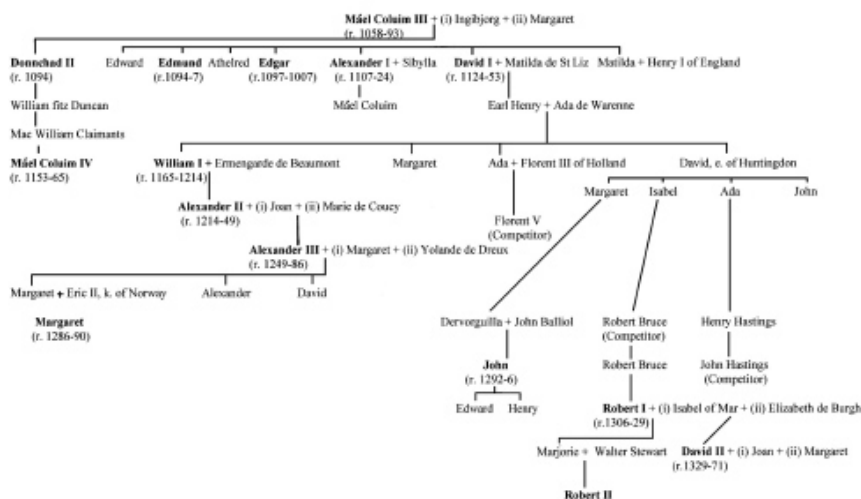 Máel Coluim III + (i) Ingibjorg + (ii) Margaret
(r. 1058-93)
Donnchad II
(r. 1094)
Edward
Edmund
(r.1094-7)
Athelred
Edgar
(r.1097-1007)
Alexander I + Sibylla
(r. 1107-24)
David I + Matilda de St Liz
(r. 1124-53)
Matilda + Henry I of England
William fitz Duncan
Máel Coluim
Earl Henry + Ada de Warenne
Mac William Claimants
Máel Coluim IV
(r. 1153-65)
William I + Ermengarde de Beaumont
(r. 1165-1214)
Margaret
Ada + Florent III of Holland
David, e. of Huntingdon
Margaret
Isabel
Ada
John
Alexander II + (i) Joan + (ii) Marie de Coucy
(r. 1214-49)
Florent V
(Competitor)
Alexander III + (i) Margaret + (ii) Yolande de Dreux
(r. 1249-86)
Margaret + Eric II, k. of Norway
Alexander
David
Margaret
(r. 1286-90)
Dervorguilla + John Balliol
Robert Bruce
(Competitor)
Henry Hastings
John
(r. 1292-6)
Robert Bruce
John Hastings
(Competitor)
Edward
Henry
Robert I + (i) Isabel of Mar + (ii) Elizabeth de Burgh
(r.1306-29)
Marjorie + Walter Stewart
David II + (i) Joan + (ii) Margaret
(r.1329-71)
Robert II